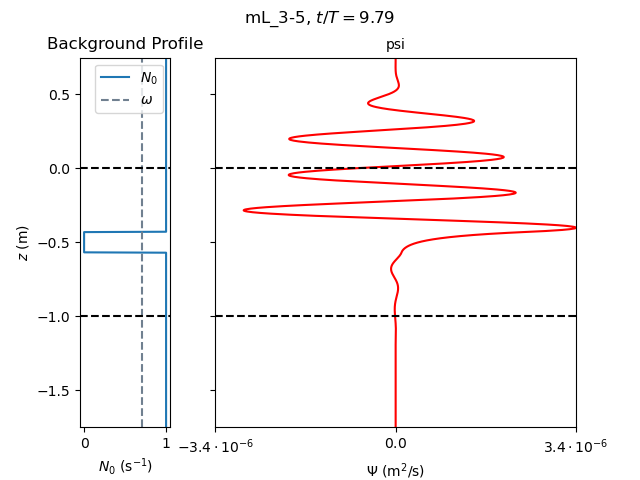 mL_3-5, t/T = 9.79
Background Profile
psi
N₀
ω
0.5
0.0
−0.5
−1.0
−1.5
z (m)
0
1
N₀ (s⁻¹)
−3.4 · 10⁻⁶
0.0
3.4 · 10⁻⁶
Ψ (m²/s)